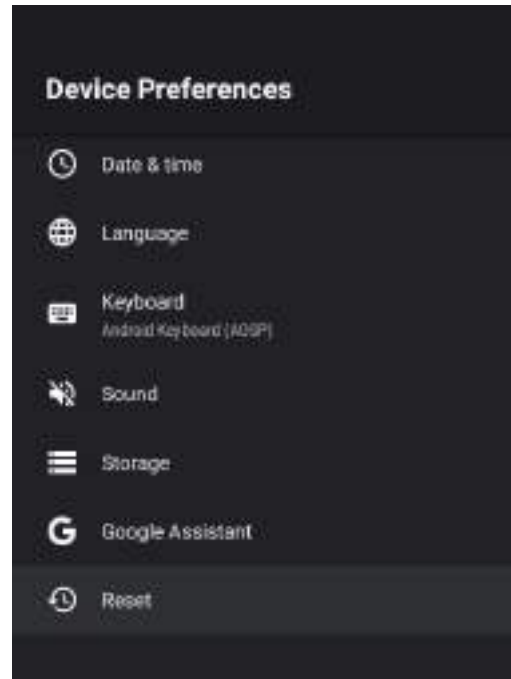 Device Preferences
Date & time
Language
Keyboard
Android Keyboard (AOSP)
Sound
Storage
Google Assistant
Reset